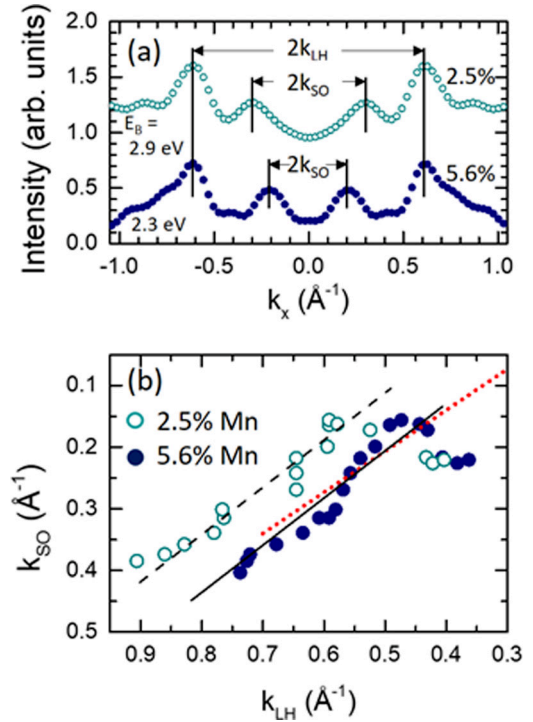 (a)
2.0
1.5
1.0
0.5
0.0
Intensity (arb. units)
2k_LH
2k_SO
2.5%
E_B =
2.9 eV
2k_SO
5.6%
2.3 eV
-1.0 -0.5 0.0 0.5 1.0
k_x (Å⁻¹)
(b)
0.1
0.2
0.3
0.4
0.5
k_SO (Å⁻¹)
2.5% Mn
5.6% Mn
0.9 0.8 0.7 0.6 0.5 0.4 0.3
k_LH (Å⁻¹)